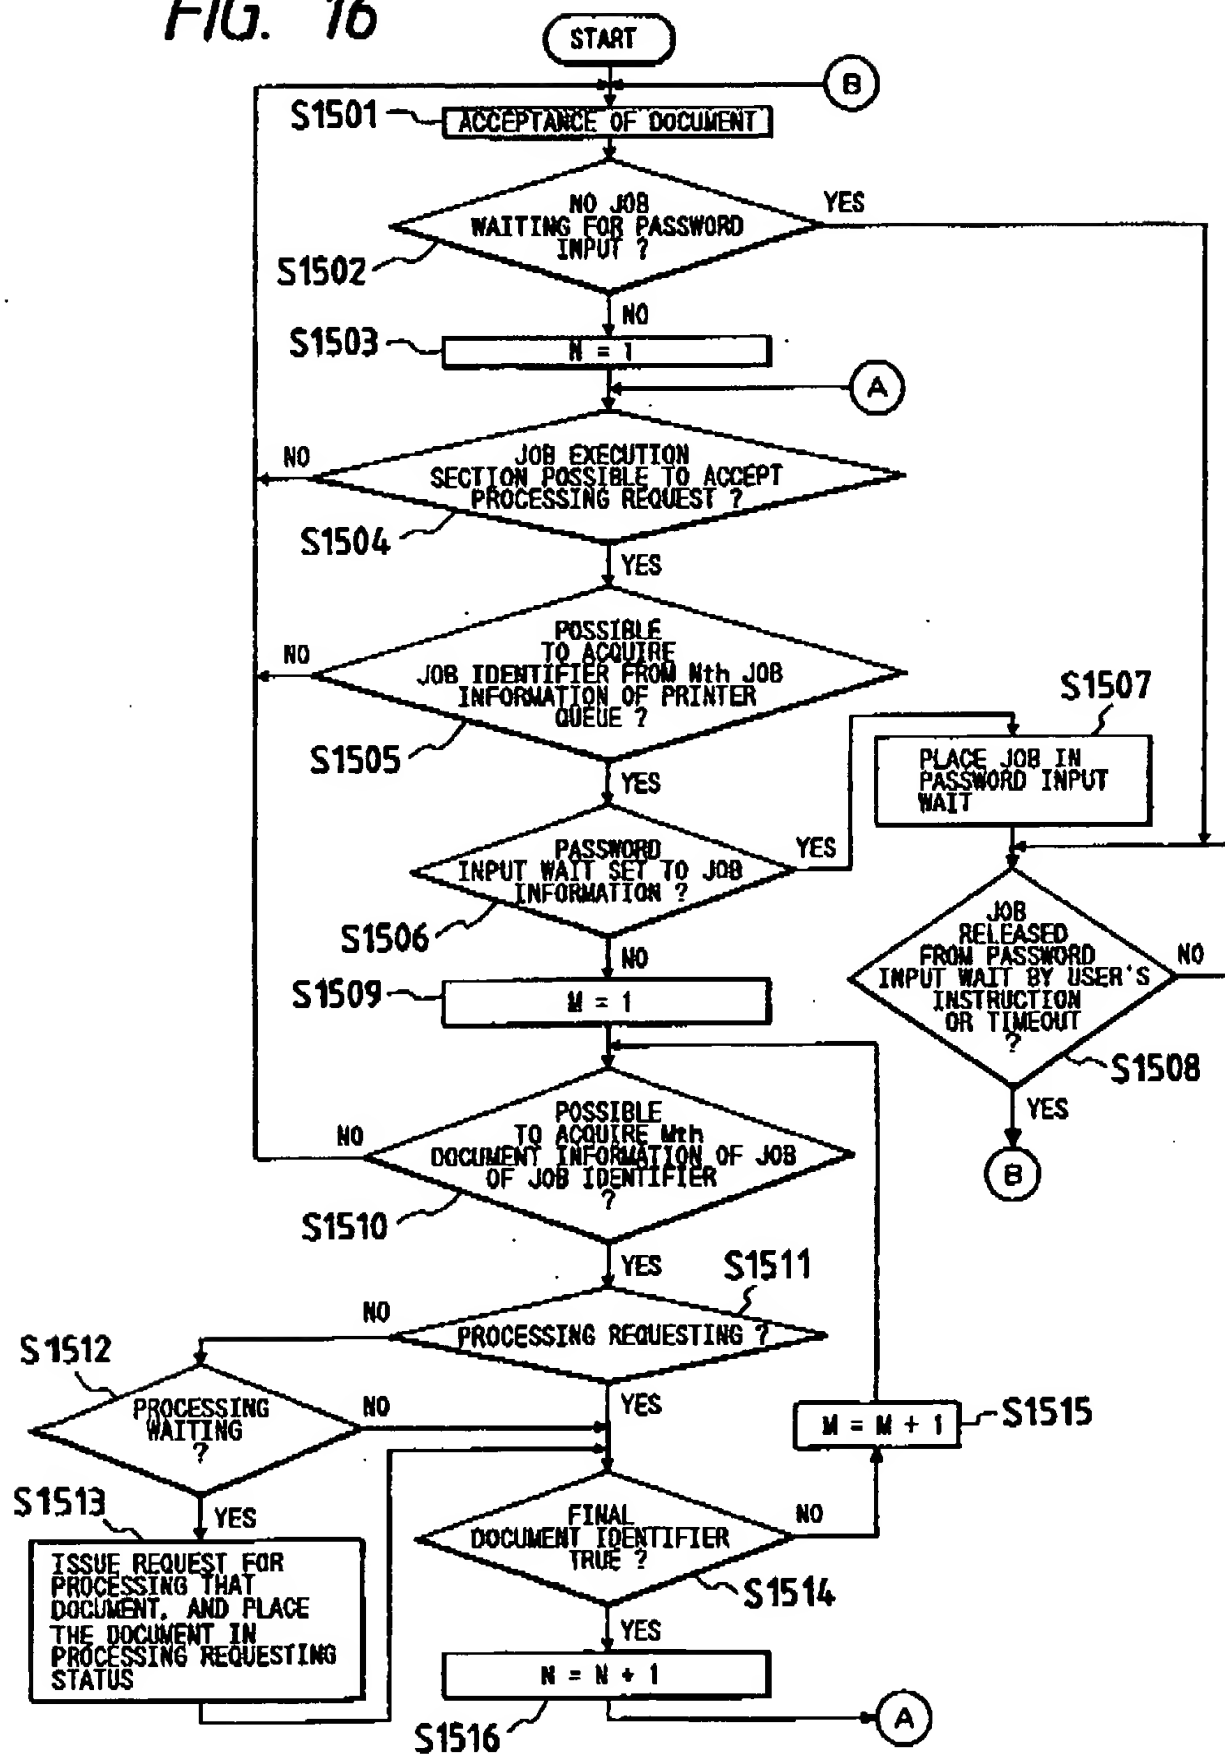 FIG. 16
START
B
S1501
ACCEPTANCE OF DOCUMENT
NO JOB
WAITING FOR PASSWORD
INPUT ?
YES
S1502
NO
S1503
N = 1
A
JOB EXECUTION
SECTION POSSIBLE TO ACCEPT
PROCESSING REQUEST ?
NO
S1504
YES
POSSIBLE
TO ACQUIRE
JOB IDENTIFIER FROM Nth JOB
INFORMATION OF PRINTER
QUEUE ?
NO
S1505
YES
S1507
PLACE JOB IN
PASSWORD INPUT
WAIT
PASSWORD
INPUT WAIT SET TO JOB
INFORMATION ?
YES
S1506
NO
JOB
RELEASED
FROM PASSWORD
INPUT WAIT BY USER'S
INSTRUCTION
OR TIMEOUT
?
NO
S1508
YES
B
S1509
M = 1
POSSIBLE
TO ACQUIRE Mth
DOCUMENT INFORMATION OF JOB
OF JOB IDENTIFIER
?
NO
S1510
YES
S1511
PROCESSING REQUESTING ?
NO
YES
S1512
PROCESSING
WAITING
?
NO
YES
S1515
M = M + 1
S1513
ISSUE REQUEST FOR
PROCESSING THAT
DOCUMENT, AND PLACE
THE DOCUMENT IN
PROCESSING REQUESTING
STATUS
FINAL
DOCUMENT IDENTIFIER
TRUE ?
NO
S1514
YES
N = N + 1
S1516
A